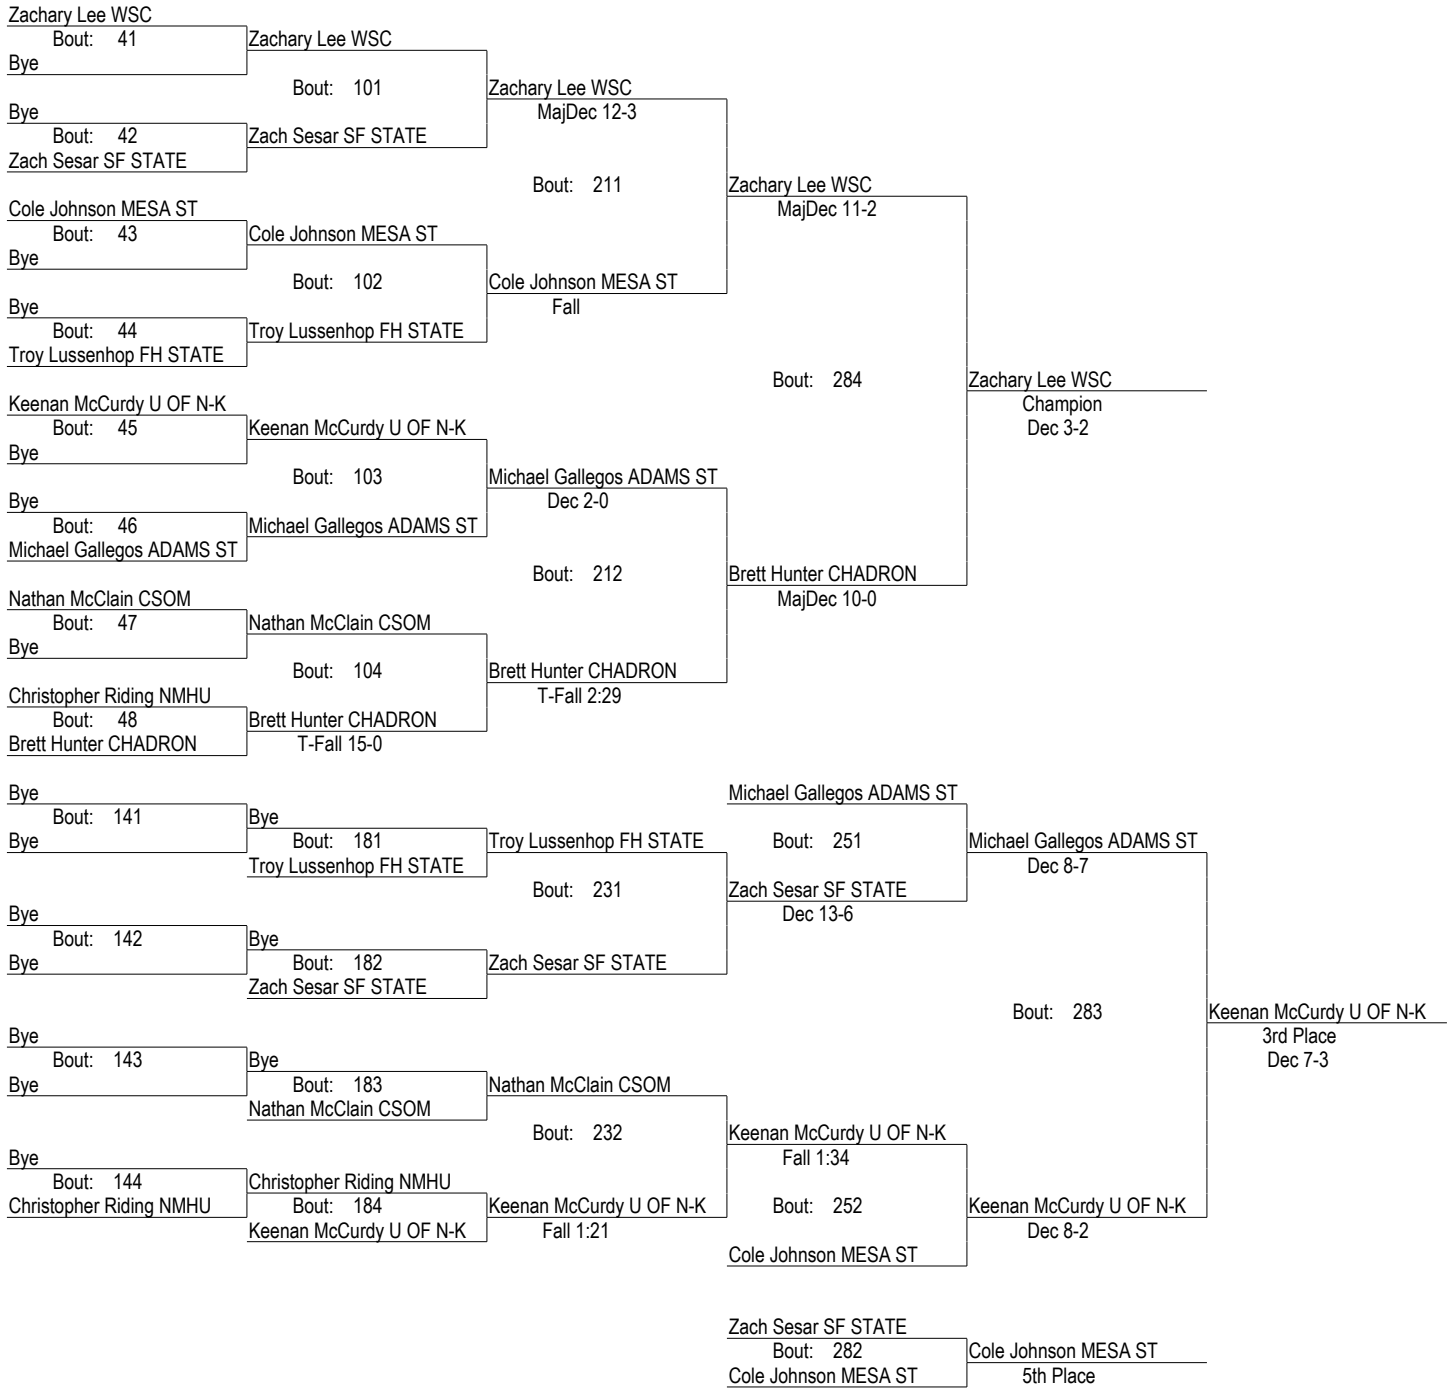 Zachary Lee WSC
Bout: 41
Zachary Lee WSC
Bye
Bout: 101
Zachary Lee WSC
MajDec 12-3
Bye
Bout: 42
Zach Sesar SF STATE
Zach Sesar SF STATE
Bout: 211
Zachary Lee WSC
MajDec 11-2
Cole Johnson MESA ST
Bout: 43
Cole Johnson MESA ST
Bye
Bout: 102
Cole Johnson MESA ST
Fall
Bye
Bout: 44
Troy Lussenhop FH STATE
Troy Lussenhop FH STATE
Bout: 284
Zachary Lee WSC
Champion
Dec 3-2
Keenan McCurdy U OF N-K
Bout: 45
Keenan McCurdy U OF N-K
Bye
Bout: 103
Michael Gallegos ADAMS ST
Dec 2-0
Bye
Bout: 46
Michael Gallegos ADAMS ST
Michael Gallegos ADAMS ST
Bout: 212
Brett Hunter CHADRON
MajDec 10-0
Nathan McClain CSOM
Bout: 47
Nathan McClain CSOM
Bye
Bout: 104
Brett Hunter CHADRON
T-Fall 2:29
Christopher Riding NMHU
Bout: 48
Brett Hunter CHADRON
Brett Hunter CHADRON
T-Fall 15-0
Bye
Bout: 141
Bye
Bye
Bout: 181
Troy Lussenhop FH STATE
Troy Lussenhop FH STATE
Bout: 231
Michael Gallegos ADAMS ST
Bout: 251
Michael Gallegos ADAMS ST
Dec 8-7
Zach Sesar SF STATE
Dec 13-6
Bye
Bout: 142
Bye
Bye
Bout: 182
Zach Sesar SF STATE
Zach Sesar SF STATE
Bout: 283
Keenan McCurdy U OF N-K
3rd Place
Dec 7-3
Bye
Bout: 143
Bye
Bye
Bout: 183
Nathan McClain CSOM
Nathan McClain CSOM
Bout: 232
Keenan McCurdy U OF N-K
Fall 1:34
Bye
Bout: 144
Christopher Riding NMHU
Christopher Riding NMHU
Bout: 184
Keenan McCurdy U OF N-K
Keenan McCurdy U OF N-K
Fall 1:21
Bout: 252
Keenan McCurdy U OF N-K
Dec 8-2
Cole Johnson MESA ST
Zach Sesar SF STATE
Bout: 282
Cole Johnson MESA ST
Cole Johnson MESA ST
5th Place